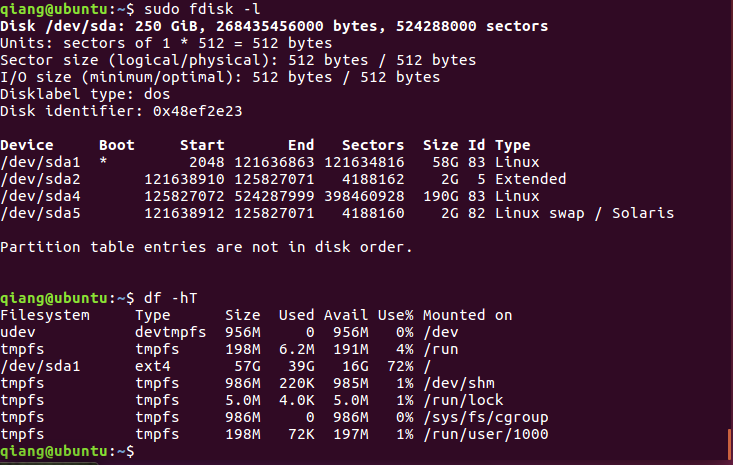 qiang@ubuntu:~$ sudo fdisk -l
Disk /dev/sda: 250 GiB, 268435456000 bytes, 524288000 sectors
Units: sectors of 1 * 512 = 512 bytes
Sector size (logical/physical): 512 bytes / 512 bytes
I/O size (minimum/optimal): 512 bytes / 512 bytes
Disklabel type: dos
Disk identifier: 0x48ef2e23

Device     Boot     Start       End   Sectors  Size Id Type
/dev/sda1  *         2048 121636863 121634816   58G 83 Linux
/dev/sda2       121638910 125827071   4188162    2G  5 Extended
/dev/sda4       125827072 524287999 398460928  190G 83 Linux
/dev/sda5       121638912 125827071   4188160    2G 82 Linux swap / Solaris

Partition table entries are not in disk order.

qiang@ubuntu:~$ df -hT
Filesystem     Type      Size  Used Avail Use% Mounted on
udev           devtmpfs  956M     0  956M   0% /dev
tmpfs          tmpfs     198M  6.2M  191M   4% /run
/dev/sda1      ext4       57G   39G   16G  72% /
tmpfs          tmpfs     986M  220K  985M   1% /dev/shm
tmpfs          tmpfs     5.0M  4.0K  5.0M   1% /run/lock
tmpfs          tmpfs     986M     0  986M   0% /sys/fs/cgroup
tmpfs          tmpfs     198M   72K  197M   1% /run/user/1000
qiang@ubuntu:~$